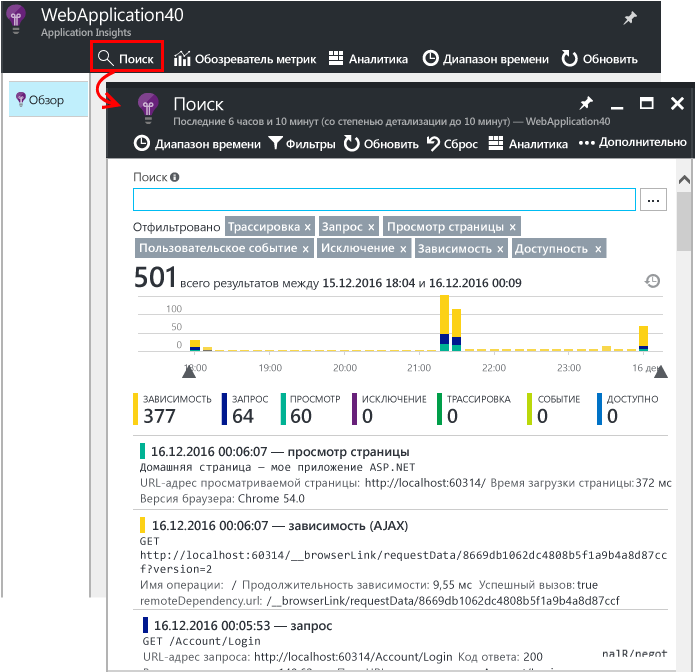 WebApplication40
Application Insights
Поиск Обозреватель метрик Аналитика Диапазон времени Обновить
Обзор
Поиск
Последние 6 часов и 10 минут (со степенью детализации до 10 минут) — WebApplication40
Диапазон времени Фильтры Обновить Сброс Аналитика ••• Дополнительно
Поиск
...
Отфильтровано Трассировка × Запрос × Просмотр страницы ×
Пользовательское событие × Исключение × Зависимость × Доступность ×
501 всего результатов между 15.12.2016 18:04 и 16.12.2016 00:09
100
50
0
18:00 19:00 20:00 21:00 22:00 23:00 16 дек
ЗАВИСИМОСТЬ ЗАПРОС ПРОСМОТР ИСКЛЮЧЕНИЕ ТРАССИРОВКА СОБЫТИЕ ДОСТУПНО
377 64 60 0 0 0 0
16.12.2016 00:06:07 — просмотр страницы
Домашняя страница — мое приложение ASP.NET
URL-адрес просматриваемой страницы: http://localhost:60314/ Время загрузки страницы:372 мс
Версия браузера: Chrome 54.0
16.12.2016 00:06:07 — зависимость (AJAX)
GET
http://localhost:60314/__browserLink/requestData/8669db1062dc4808b5f1a9b4a8d87cc
f?version=2
Имя операции: / Продолжительность зависимости: 9,55 мс Успешный вызов:true
remoteDependency.url: /__browserLink/requestData/8669db1062dc4808b5f1a9b4a8d87ccf
16.12.2016 00:05:53 — запрос
GET /Account/Login
URL-адрес запроса: http://localhost:60314/Account/Login Код ответа: 200